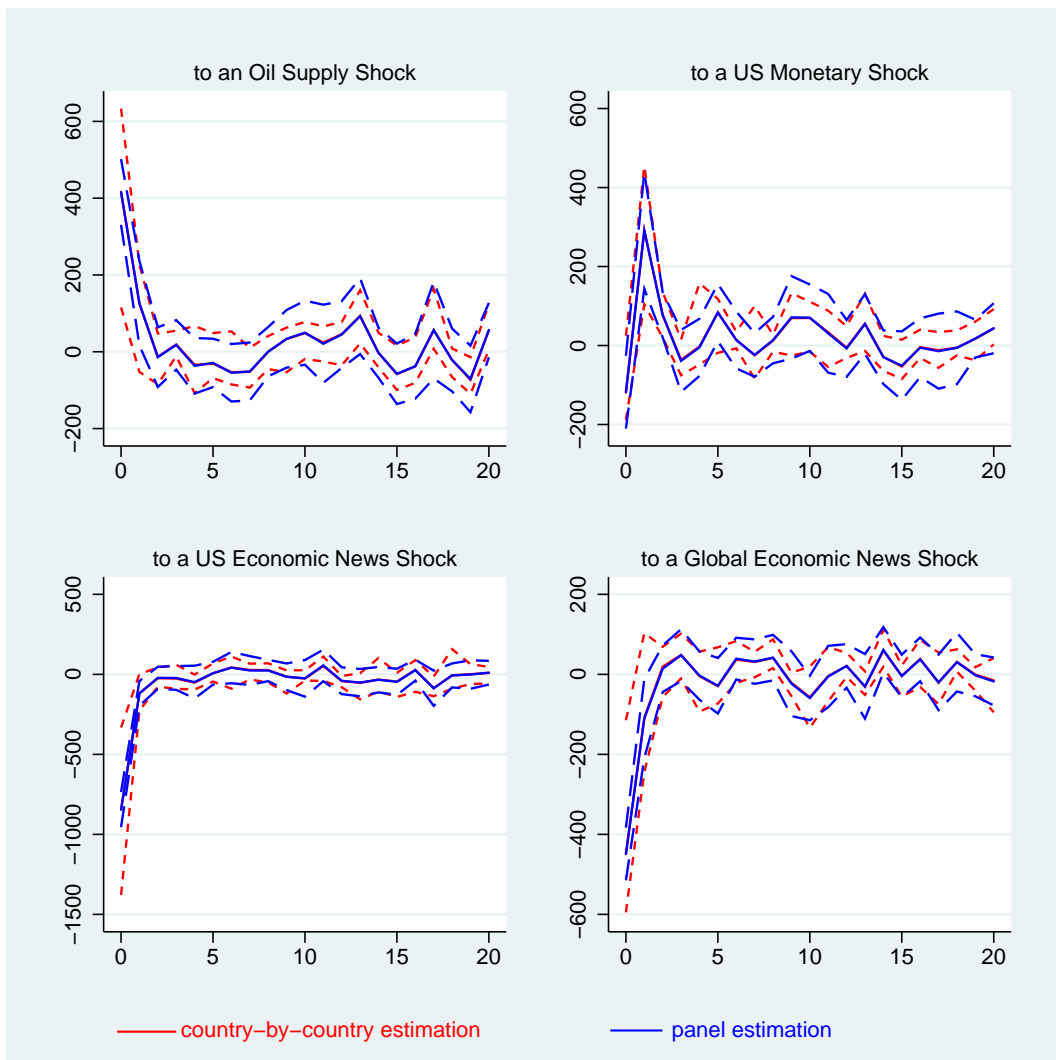 to an Oil Supply Shock
600
400
200
0
−200
0 5 10 15 20
to a US Monetary Shock
600
400
200
0
−200
0 5 10 15 20
to a US Economic News Shock
500
0
−500
−1000
−1500
0 5 10 15 20
to a Global Economic News Shock
200
0
−200
−400
−600
0 5 10 15 20
country−by−country estimation
panel estimation